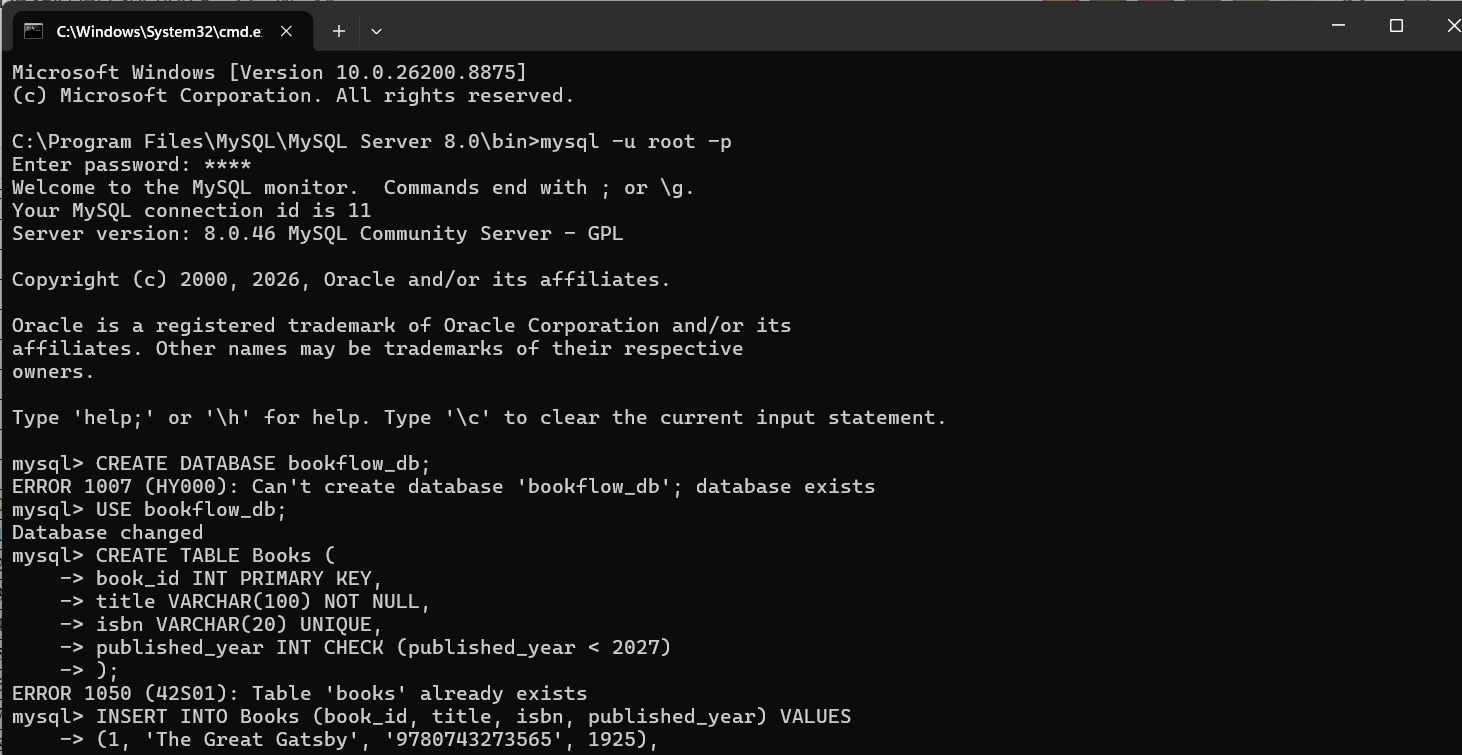 C:\Windows\System32\cmd.e
Microsoft Windows [Version 10.0.26200.8875]
(c) Microsoft Corporation. All rights reserved.
C:\Program Files\MySQL\MySQL Server 8.0\bin>mysql -u root -p
Enter password: ****
Welcome to the MySQL monitor.  Commands end with ; or \g.
Your MySQL connection id is 11
Server version: 8.0.46 MySQL Community Server - GPL
Copyright (c) 2000, 2026, Oracle and/or its affiliates.
Oracle is a registered trademark of Oracle Corporation and/or its
affiliates. Other names may be trademarks of their respective
owners.
Type 'help;' or '\h' for help. Type '\c' to clear the current input statement.
mysql> CREATE DATABASE bookflow_db;
ERROR 1007 (HY000): Can't create database 'bookflow_db'; database exists
mysql> USE bookflow_db;
Database changed
mysql> CREATE TABLE Books (
    -> book_id INT PRIMARY KEY,
    -> title VARCHAR(100) NOT NULL,
    -> isbn VARCHAR(20) UNIQUE,
    -> published_year INT CHECK (published_year < 2027)
    -> );
ERROR 1050 (42S01): Table 'books' already exists
mysql> INSERT INTO Books (book_id, title, isbn, published_year) VALUES
    -> (1, 'The Great Gatsby', '9780743273565', 1925),